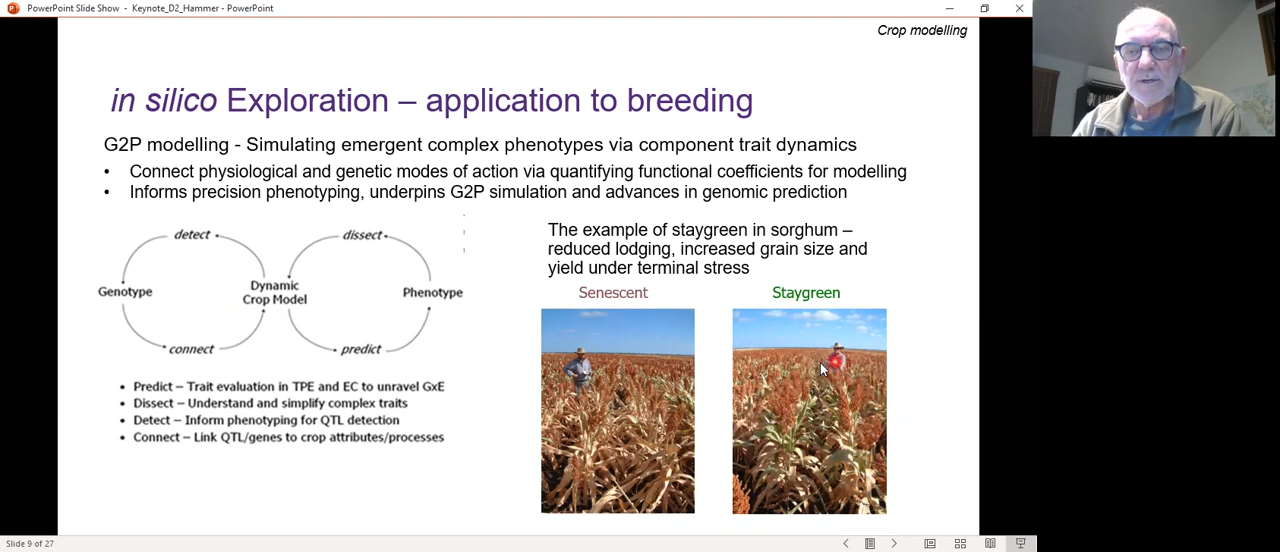 PowerPoint Slide Show - Keynote_D2_Hammer - PowerPoint
Crop modelling
in silico Exploration – application to breeding
G2P modelling - Simulating emergent complex phenotypes via component trait dynamics
• Connect physiological and genetic modes of action via quantifying functional coefficients for modelling
• Informs precision phenotyping, underpins G2P simulation and advances in genomic prediction
detect
dissect
Genotype
Dynamic
Crop Model
Phenotype
connect
predict
• Predict – Trait evaluation in TPE and EC to unravel GxE
• Dissect – Understand and simplify complex traits
• Detect – Inform phenotyping for QTL detection
• Connect – Link QTL/genes to crop attributes/processes
The example of staygreen in sorghum –
reduced lodging, increased grain size and
yield under terminal stress
Senescent
Staygreen
Slide 9 of 27